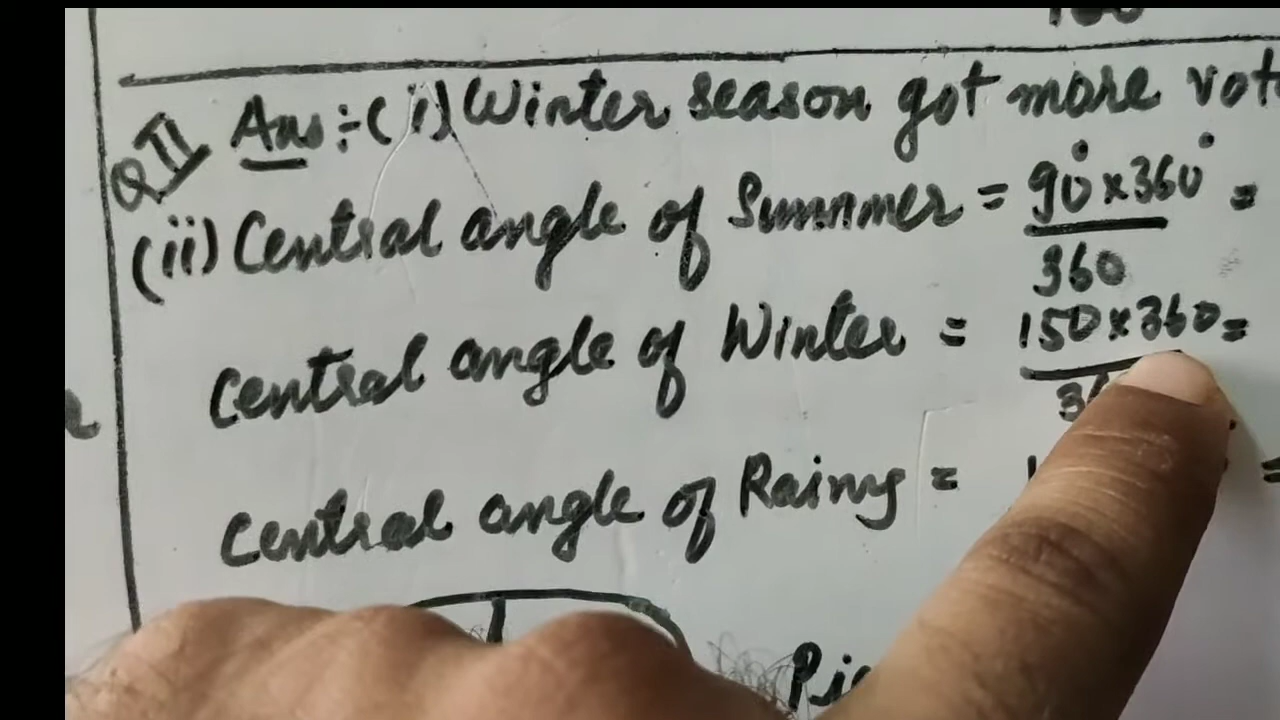 Q II Ans ÷ (i) Winter season got more vot
(ii) Central angle of Summer = 90° × 360° =
360
Central angle of Winter = 150 × 360 =
Central angle of Rainy = =